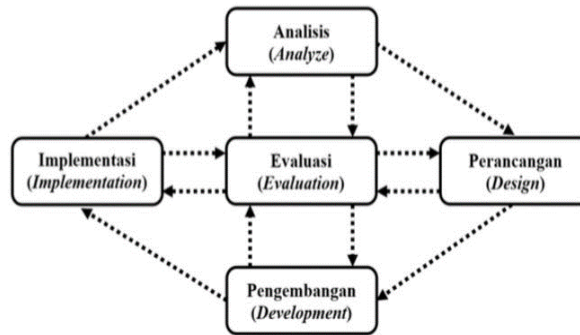 Analisis
(Analyze)
Implementasi
(Implementation)
Evaluasi
(Evaluation)
Perancangan
(Design)
Pengembangan
(Development)